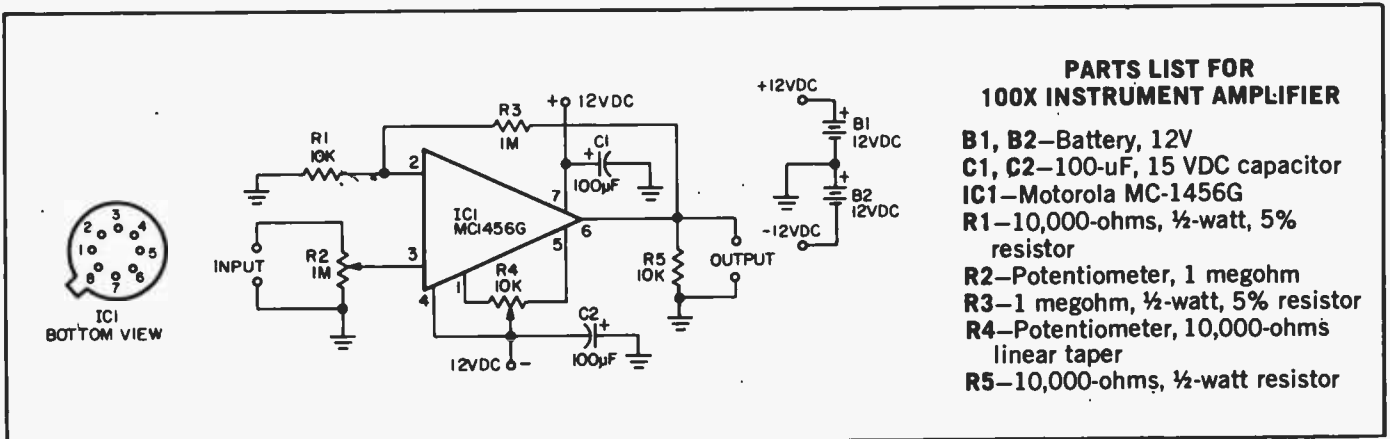 PARTS LIST FOR
100X INSTRUMENT AMPLIFIER
B1, B2—Battery, 12V
C1, C2—100-uF, 15 VDC capacitor
IC1—Motorola MC-1456G
R1—10,000-ohms, ½-watt, 5%
resistor
R2—Potentiometer, 1 megohm
R3—1 megohm, ½-watt, 5% resistor
R4—Potentiometer, 10,000-ohms
linear taper
R5—10,000-ohms, ½-watt resistor
1
2
3
4
5
6
7
8
IC1
BOTTOM VIEW
INPUT
R1
10K
R2
1M
R3
1M
+ 12VDC
+
C1
100µF
2
3
4
1
5
6
7
IC1
MC1456G
R4
10K
12VDC -
C2
+
100µF
R5
10K
OUTPUT
+12VDC
+
B1
12VDC
+
B2
12VDC
-12VDC